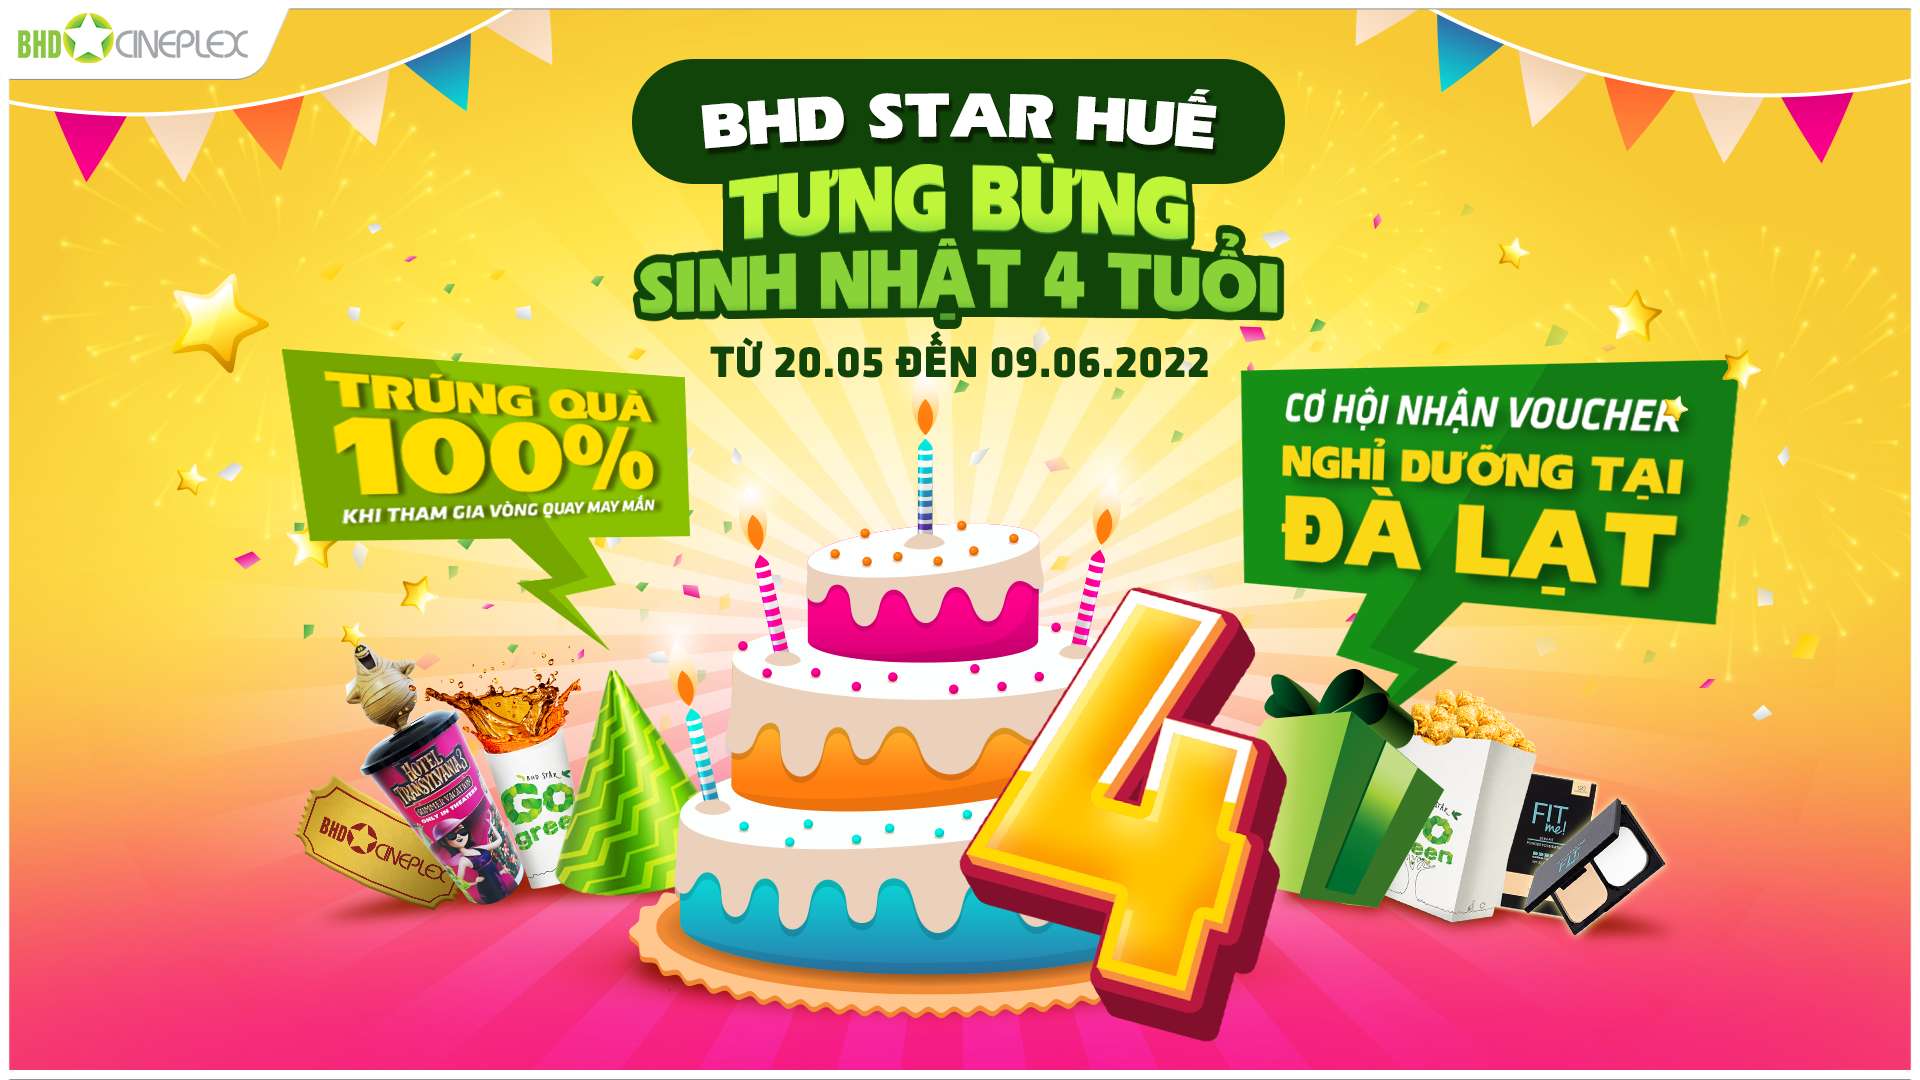 BHD CINEPLEX
BHD STAR HUẾ
TƯNG BỪNG
SINH NHẬT 4 TUỔI
TỪ 20.05 ĐẾN 09.06.2022
TRÚNG QUÀ
100%
KHI THAM GIA VÒNG QUAY MAY MẮN
CƠ HỘI NHẬN VOUCHER
NGHỈ DƯỠNG TẠI
ĐÀ LẠT
BHD CINEPLEX
HOTEL
TRANSYLVANIA 3
SUMMER VACATION
ONLY IN THEATERS
BHD STAR
GO
green
4
FIT
me!